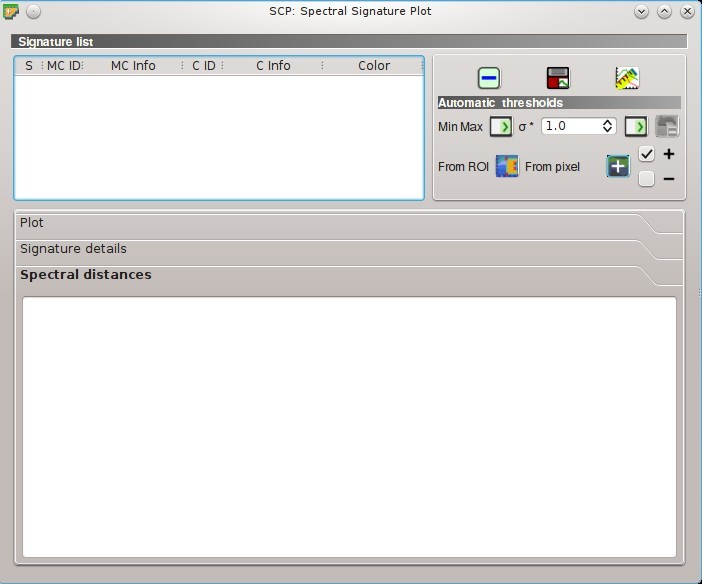 SCP: Spectral Signature Plot
Signature list
S MC ID MC Info C ID C Info Color
Automatic thresholds
Min Max σ * 1.0
From ROI From pixel + −
Plot
Signature details
Spectral distances